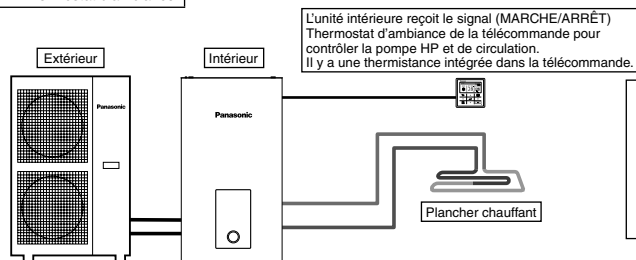 L'unité intérieure reçoit le signal (MARCHE/ARRÊT)
Thermostat d'ambiance de la télécommande pour
contrôler la pompe HP et de circulation.
Il y a une thermistance intégrée dans la télécommande.
Extérieur
Intérieur
Panasonic
Panasonic
Plancher chauffant